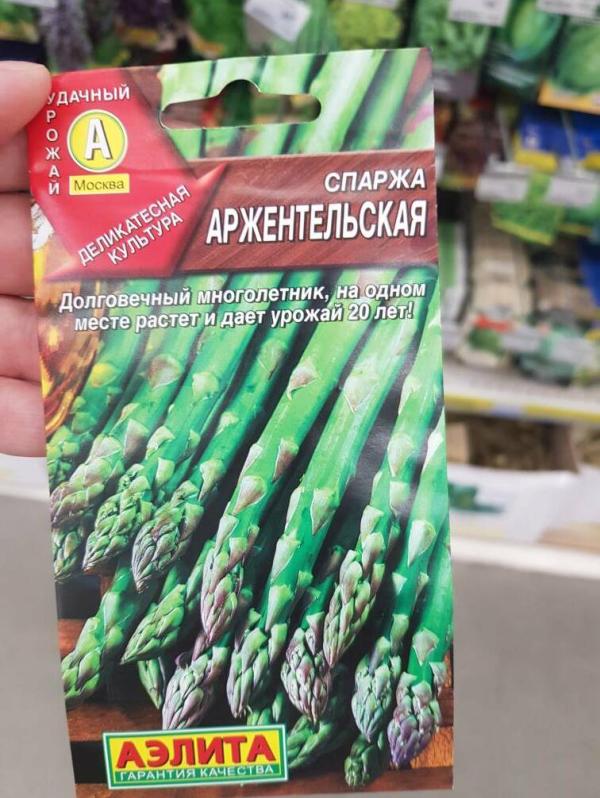 УДАЧНЫЙ
УРОЖАЙ
А
Москва
ДЕЛИКАТЕСНАЯ
КУЛЬТУРА
СПАРЖА
АРЖЕНТЕЛЬСКАЯ
Долговечный многолетник, на одном
месте растет и дает урожай 20 лет!
АЭЛИТА
ГАРАНТИЯ КАЧЕСТВА